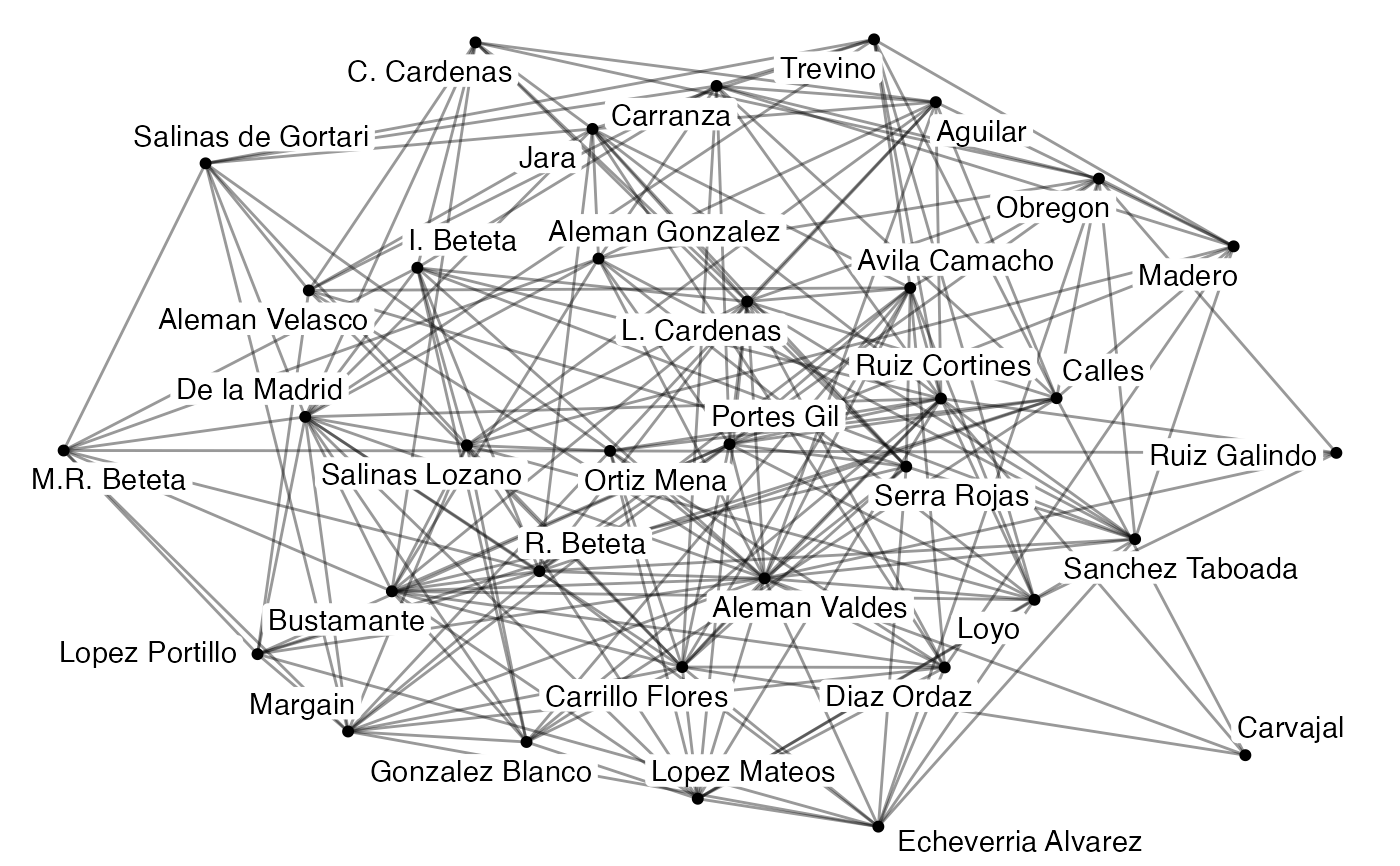 C. Cardenas
Trevino
Carranza
Aguilar
Salinas de Gortari
Jara
Obregon
I. Beteta
Aleman Gonzalez
Avila Camacho
Madero
Aleman Velasco
L. Cardenas
Ruiz Cortines
Calles
De la Madrid
Portes Gil
Ruiz Galindo
M.R. Beteta
Salinas Lozano
Ortiz Mena
Serra Rojas
R. Beteta
Sanchez Taboada
Bustamante
Aleman Valdes
Loyo
Lopez Portillo
Margain
Carrillo Flores
Diaz Ordaz
Carvajal
Gonzalez Blanco
Lopez Mateos
Echeverria Alvarez